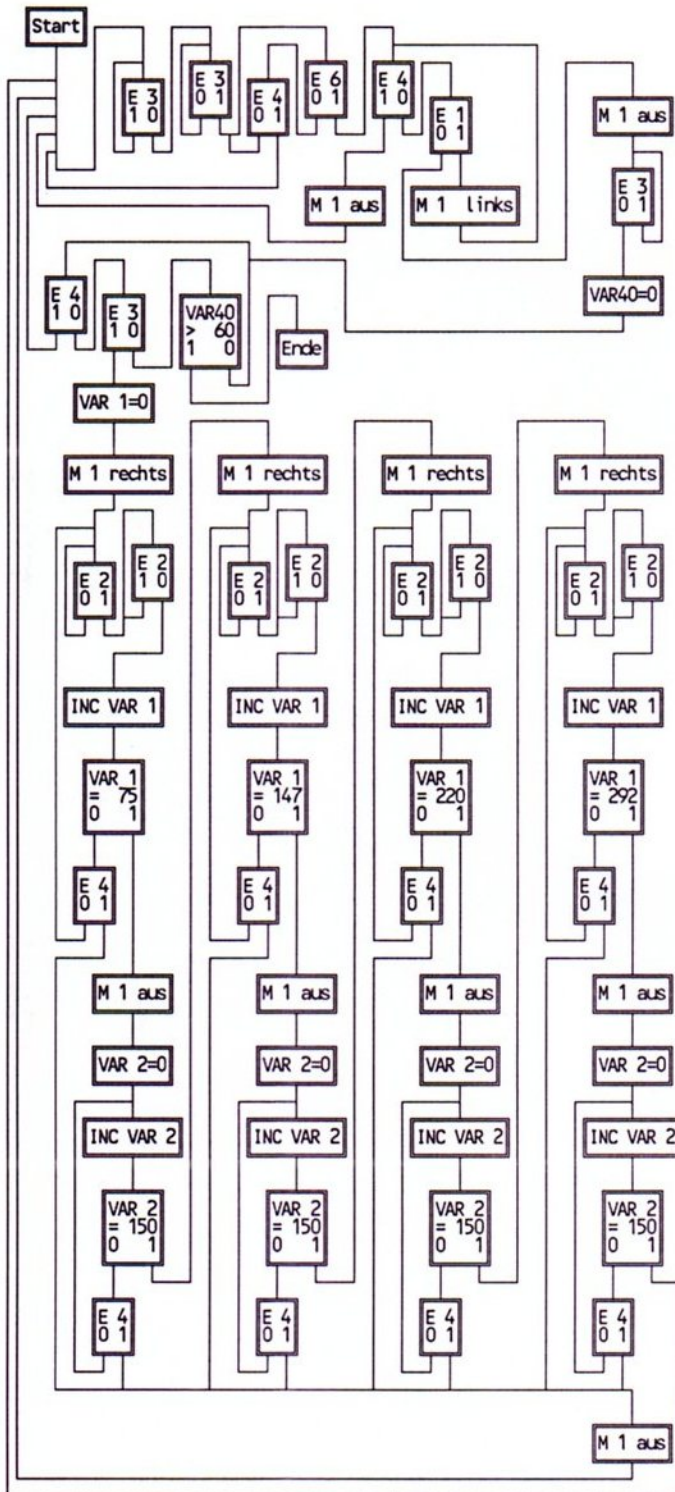 Start
E 3
1 0
E 3
0 1
E 4
0 1
E 6
0 1
E 4
1 0
E 1
0 1
M 1 aus
E 3
0 1
M 1 aus
M 1 links
VAR40=0
E 4
1 0
E 3
1 0
VAR40
> 60
1 0
Ende
VAR 1=0
M 1 rechts
M 1 rechts
M 1 rechts
M 1 rechts
E 2
0 1
E 2
1 0
E 2
0 1
E 2
1 0
E 2
0 1
E 2
1 0
E 2
0 1
E 2
1 0
INC VAR 1
INC VAR 1
INC VAR 1
INC VAR 1
VAR 1
= 75
0 1
VAR 1
= 147
0 1
VAR 1
= 220
0 1
VAR 1
= 292
0 1
E 4
0 1
E 4
0 1
E 4
0 1
E 4
0 1
M 1 aus
M 1 aus
M 1 aus
M 1 aus
VAR 2=0
VAR 2=0
VAR 2=0
VAR 2=0
INC VAR 2
INC VAR 2
INC VAR 2
INC VAR 2
VAR 2
= 150
0 1
VAR 2
= 150
0 1
VAR 2
= 150
0 1
VAR 2
= 150
0 1
E 4
0 1
E 4
0 1
E 4
0 1
E 4
0 1
M 1 aus